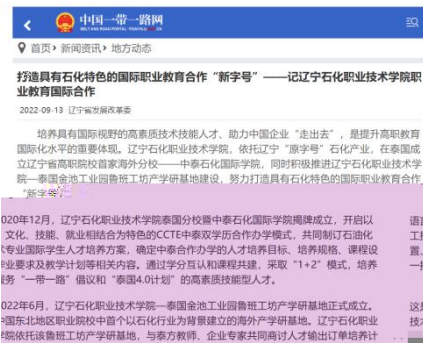 中国一带一路网
BELT AND ROAD PORTAL
首页 › 新闻资讯 › 地方动态
打造具有石化特色的国际职业教育合作“新字号”——记辽宁石化职业技术学院职
业教育国际合作
2022-09-13 辽宁省发展改革委
培养具有国际视野的高素质技术技能人才、助力中国企业“走出去”，是提升高职教育
国际化水平的重要体现。辽宁石化职业技术学院，依托辽宁“原字号”石化产业，在泰国成
立辽宁省高职院校首家海外分校——中泰石化国际学院，同时积极推进辽宁石化职业技术学
院—泰国金池工业园鲁班工坊产学研基地建设，努力打造具有石化特色的国际职业教育合作
“新字号
020年12月，辽宁石化职业技术学院泰国分校暨中泰石化国际学院揭牌成立，开启以
文化、技能、就业相结合为特色的CCTE中泰双学历合作办学模式，共同制订石油化
专业国际学生人才培养方案，确定中泰合作办学的人才培养目标、培养规格、课程设
业要求及教学计划等相关内容。通过学分互认和课程共建，采取“1+2”模式，培养
务“一带一路”倡议和“泰国4.0计划”的高素质技能型人才。
022年6月，辽宁石化职业技术学院—泰国金池工业园鲁班工坊产学研基地正式成立。
中国东北地区职业院校中首个以石化行业为背景建立的海外产学研基地。辽宁石化职业
学院依托该鲁班工坊产学研基地，与泰方教师、企业专家共同商讨人才输出订单培养计
语言
工技
置、
一批
这是
技术